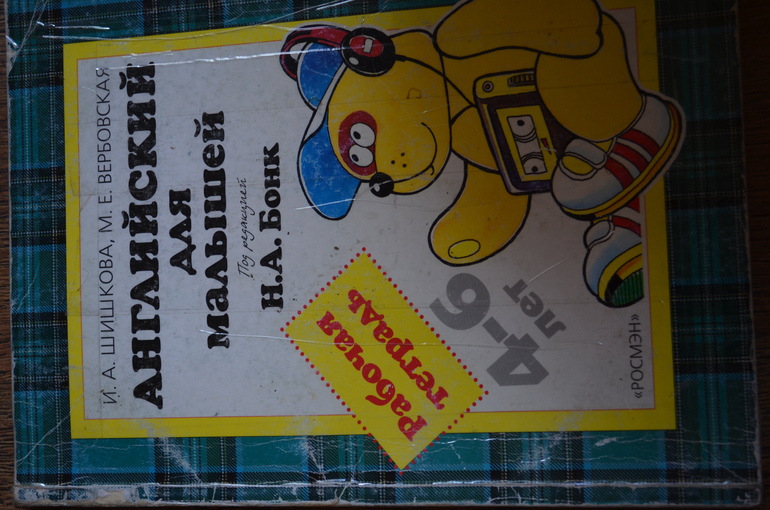 И. А. ШИШКОВА, М. Е. ВЕРБОВСКАЯ
АНГЛИЙСКИЙ
ДЛЯ
МАЛЫШЕЙ
Под редакцией
Н.А. БОНК
Рабочая
тетрадь
4-6
лет
«РОСМЭН»